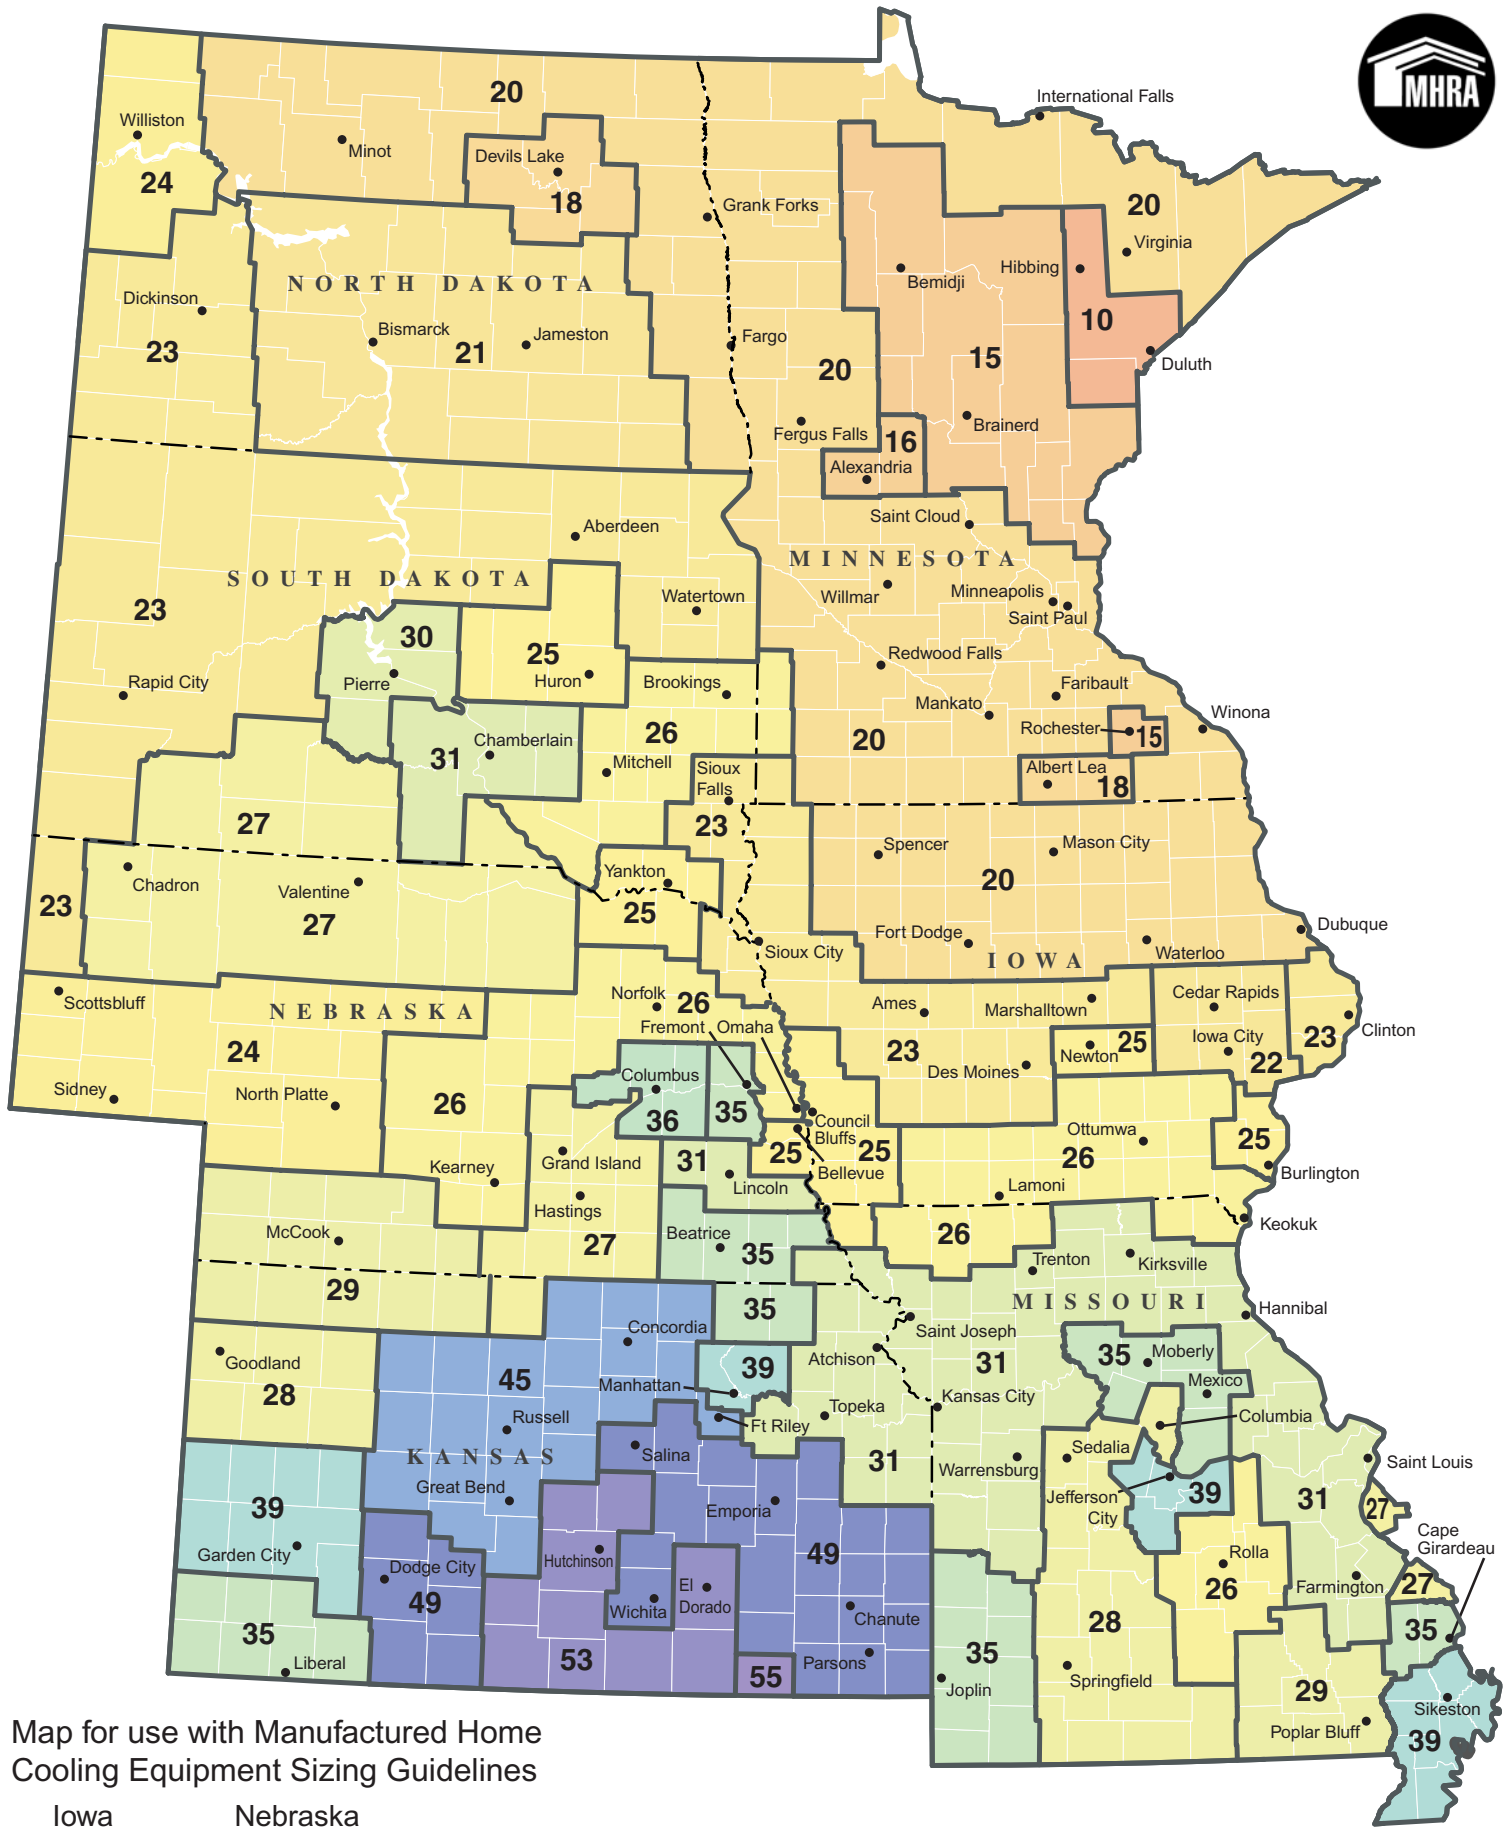 MHRA
International Falls
20
Williston
Minot
Devils Lake
24
18
Grank Forks
20
Virginia
Hibbing
Bemidji
NORTH DAKOTA
Dickinson
10
Bismarck
Jameston
Fargo
23
21
20
15
Duluth
Fergus Falls
16
Brainerd
Alexandria
Saint Cloud
Aberdeen
MINNESOTA
SOUTH DAKOTA
Willmar
Minneapolis
Watertown
23
Saint Paul
30
25
Redwood Falls
Pierre
Huron
Brookings
Rapid City
Faribault
Mankato
Winona
Rochester
15
26
20
Chamberlain
31
Mitchell
Sioux
Falls
Albert Lea
18
27
23
Spencer
Mason City
Yankton
Chadron
Valentine
20
23
27
25
Fort Dodge
Dubuque
Sioux City
Waterloo
IOWA
Scottsbluff
NEBRASKA
Norfolk
26
Ames
Marshalltown
Cedar Rapids
Fremont
Omaha
Clinton
24
23
Newton
25
Iowa City
22
23
Des Moines
Columbus
Sidney
North Platte
26
36
35
Council
Bluffs
Ottumwa
25
Grand Island
31
25
Bellevue
25
26
Burlington
Kearney
Lincoln
Lamoni
Hastings
Keokuk
McCook
Beatrice
27
35
26
Trenton
Kirksville
29
35
MISSOURI
Hannibal
Concordia
Saint Joseph
Goodland
Atchison
31
35
Moberly
28
45
39
Manhattan
Mexico
Kansas City
Russell
Topeka
Columbia
Ft Riley
KANSAS
Salina
31
Sedalia
Warrensburg
Saint Louis
Great Bend
Jefferson
City
39
31
39
Emporia
27
Garden City
Hutchinson
49
Cape
Girardeau
Dodge City
Rolla
49
El
Dorado
26
Farmington
27
Wichita
Chanute
28
35
35
Liberal
53
55
Parsons
35
Joplin
Springfield
29
Sikeston
Poplar Bluff
39
Map for use with Manufactured Home
Cooling Equipment Sizing Guidelines
Iowa
Nebraska